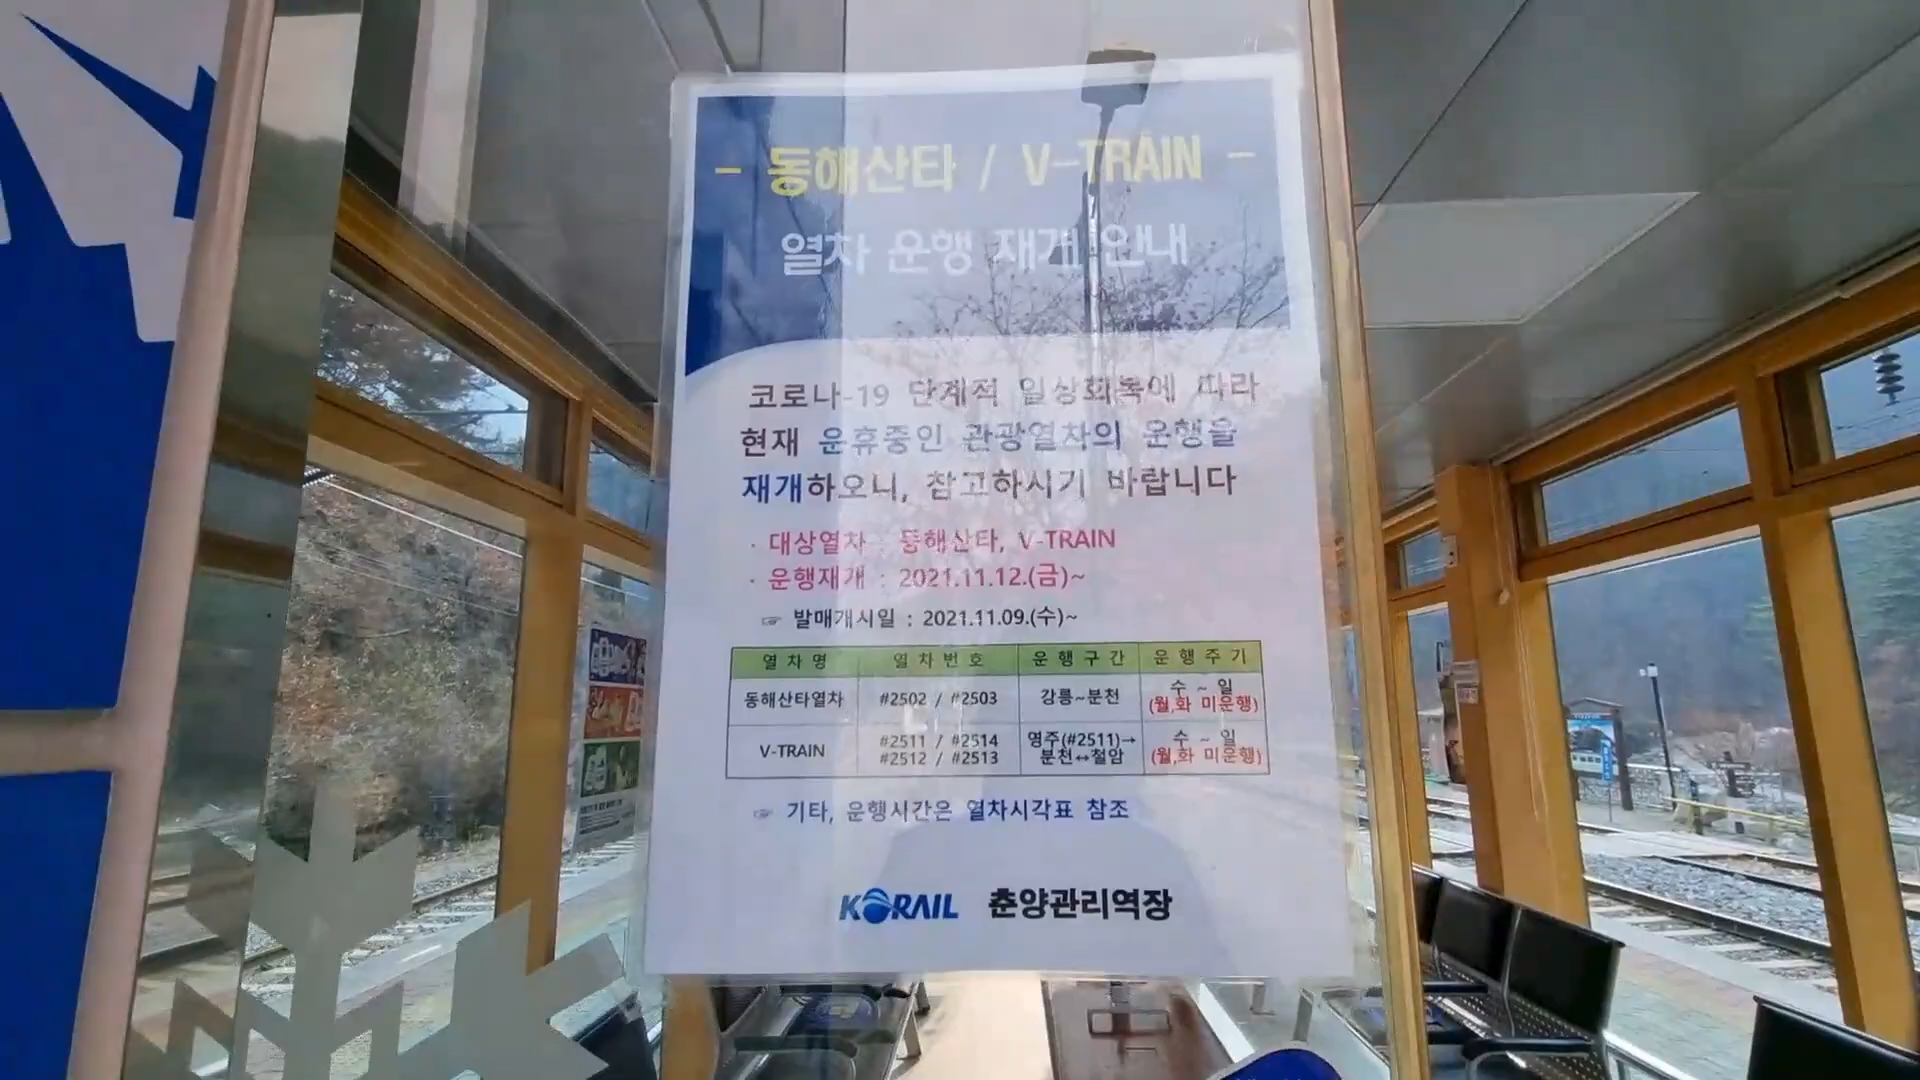 - 동해산타 / V-TRAIN -
열차 운행 재개 안내
코로나-19 단계적 일상회복에 따라
현재 운휴중인 관광열차의 운행을
재개하오니, 참고하시기 바랍니다
· 대상열차 : 동해산타, V-TRAIN
· 운행재개 : 2021.11.12.(금)~
☞ 발매개시일 : 2021.11.09.(수)~
열차명 열차번호 운행구간 운행주기
동해산타열차 #2502 / #2503 강릉~분천 수 ~ 일
(월,화 미운행)
V-TRAIN #2511 / #2514
#2512 / #2513 영주(#2511)→
분천↔철암 수 ~ 일
(월,화 미운행)
☞ 기타, 운행시간은 열차시각표 참조
KORAIL 춘양관리역장